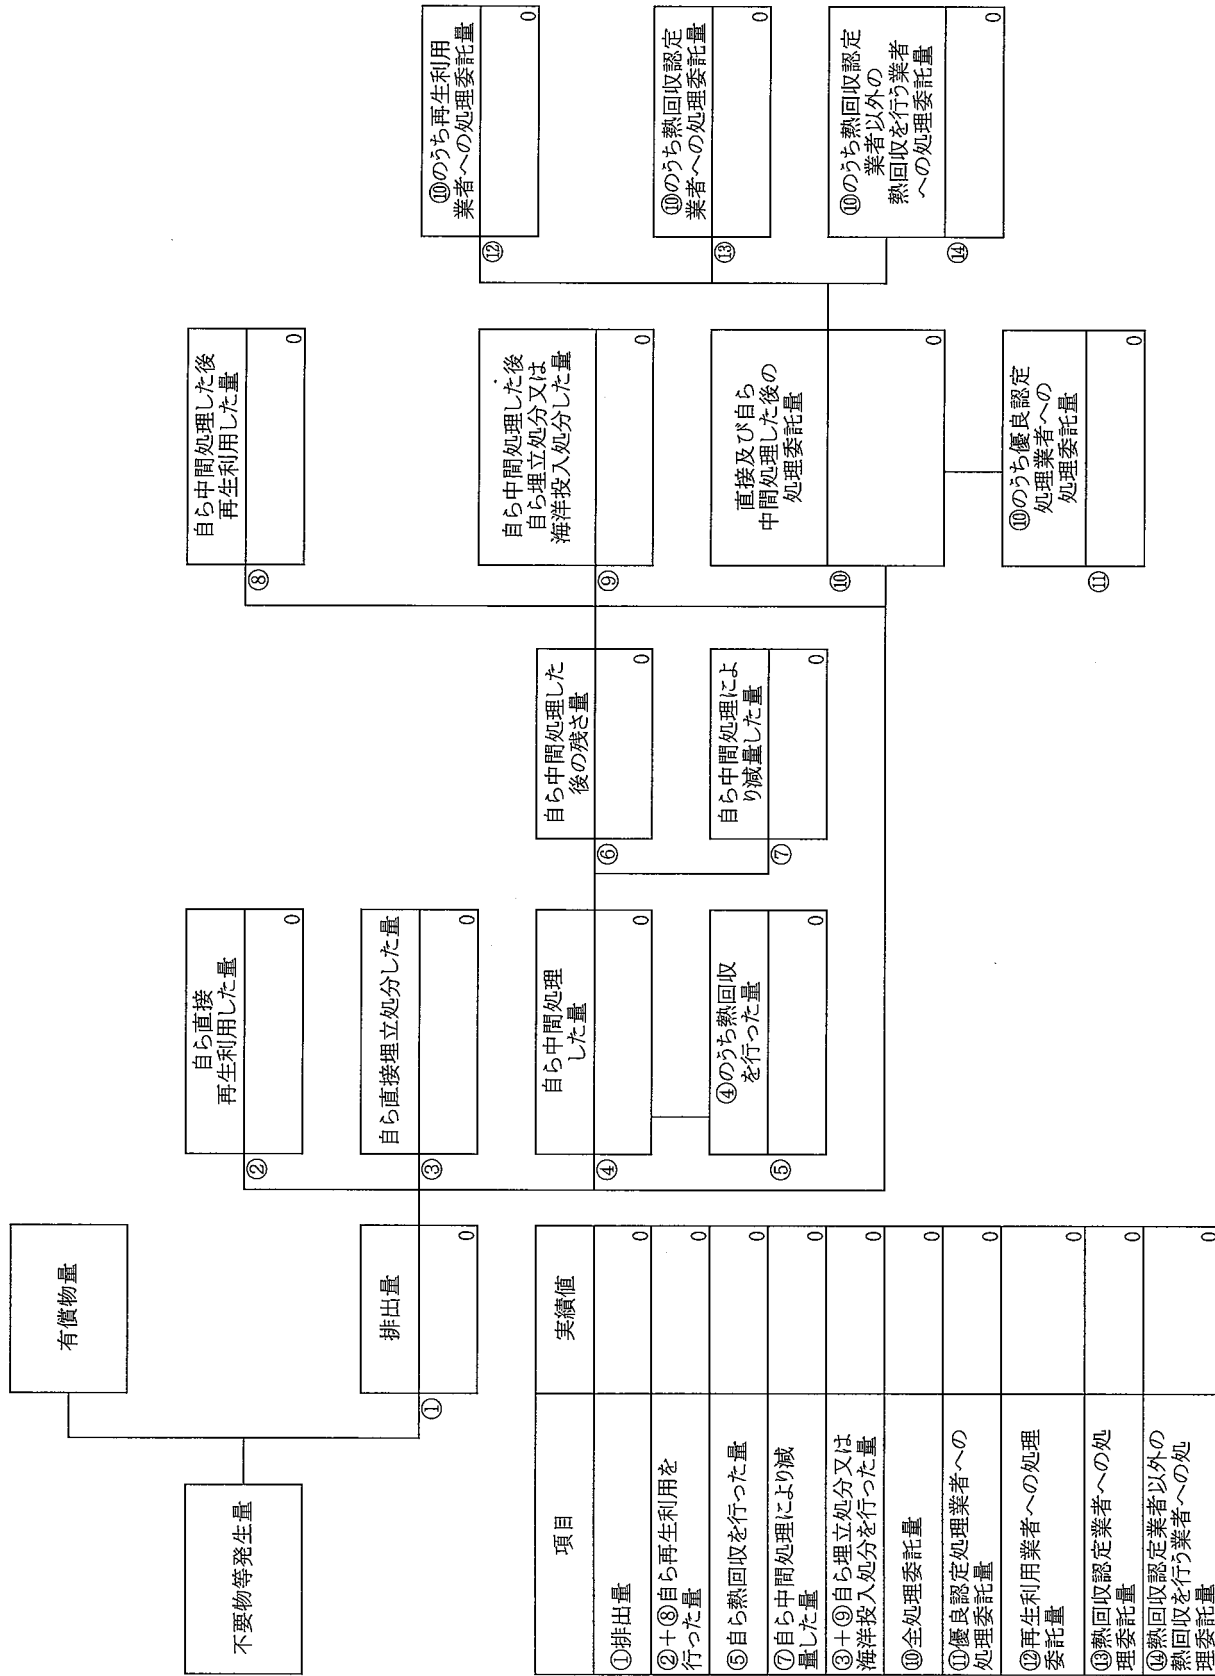 不要物等発生量
有償物量
排出量
①
0
自ら直接
再生利用した量
②
0
自ら直接埋立処分した量
③
0
自ら中間処理
した量
④
0
④のうち熱回収
を行った量
⑤
0
自ら中間処理した
後の残さ量
⑥
0
自ら中間処理によ
り減量した量
⑦
0
自ら中間処理した後
再生利用した量
⑧
0
自ら中間処理した後
自ら埋立処分又は
海洋投入処分した量
⑨
0
直接及び自ら
中間処理した後の
処理委託量
⑩
0
⑩のうち優良認定
処理業者への
処理委託量
⑪
0
⑩のうち再生利用
業者への処理委託量
⑫
0
⑩のうち熱回収認定
業者への処理委託量
⑬
0
⑩のうち熱回収認定
業者以外の
熱回収を行う業者
への処理委託量
⑭
0
項目 実績値
①排出量 0
②+⑧自ら再生利用を
行った量 0
⑤自ら熱回収を行った量 0
⑦自ら中間処理により減
量した量 0
③+⑨自ら埋立処分又は
海洋投入処分を行った量 0
⑩全処理委託量 0
⑪優良認定処理業者への
処理委託量 0
⑫再生利用業者への処理
委託量 0
⑬熱回収認定業者への処
理委託量 0
⑭熱回収認定業者以外の
熱回収を行う業者への処
理委託量 0